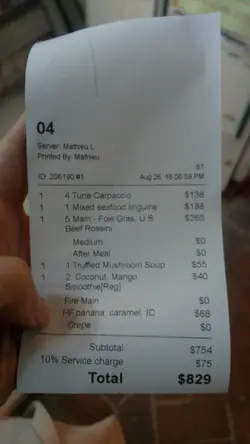 04
Server: Mathieu L
Printed By: Mathieu
51
ID: 206190 #1 Aug 26, 18 06:09 PM
1 4 Tuna Carpaccio $138
1 1 Mixed seafood linguine $188
1 5 Main - Foie Gras, U.S $265
Beef Rossini
Medium $0
After Meal $0
1 1 Truffled Mushroom Soup $55
1 2. Coconut, Mango $40
Smoothie[Reg]
Fire Main $0
PF banana, caramel, IC $68
Crepe $0
Subtotal $754
10% Service charge $75
Total $829